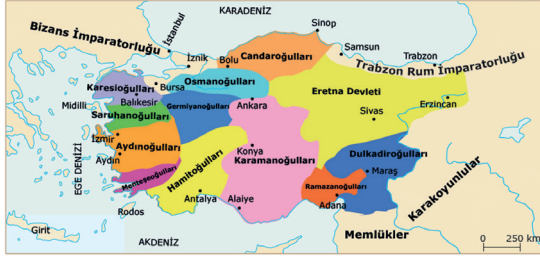 KARADENİZ
Bizans İmparatorluğu
İstanbul
Sinop
Candaroğulları
Samsun
Trabzon
Trabzon Rum İmparatorluğu
İznik
Bolu
Osmanoğulları
Karesioğulları
Bursa
Balıkesir
Germiyanoğulları
Ankara
Eretna Devleti
Erzincan
Midilli
Saruhanoğulları
Sivas
İzmir
Aydınoğulları
Aydın
Konya
Karamanoğulları
Dulkadiroğulları
EGE DENİZİ
Menteşeoğulları
Hamitoğulları
Maraş
Ramazanoğulları
Karakoyunlular
Antalya
Alaiye
Adana
Rodos
Girit
AKDENİZ
Memlükler
0 250 km